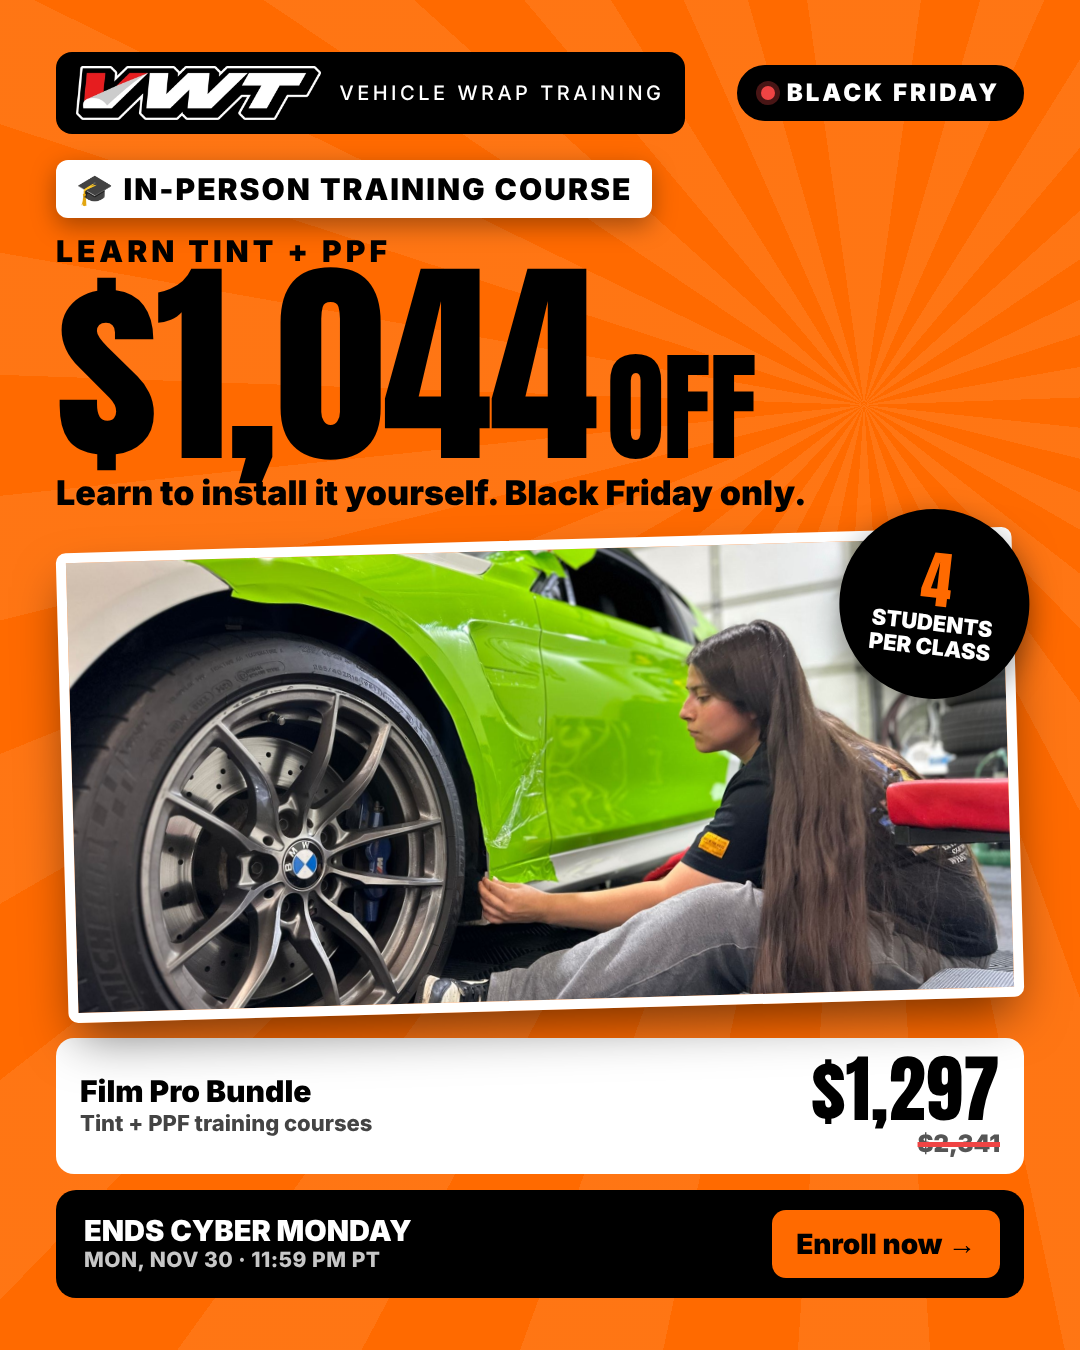 VWT VEHICLE WRAP TRAINING
BLACK FRIDAY
🎓 IN-PERSON TRAINING COURSE
LEARN TINT + PPF
$1,044 OFF
Learn to install it yourself. Black Friday only.
4
STUDENTS
PER CLASS
BMW
Film Pro Bundle
Tint + PPF training courses
$1,297
$2,341
ENDS CYBER MONDAY
MON, NOV 30 · 11:59 PM PT
Enroll now →